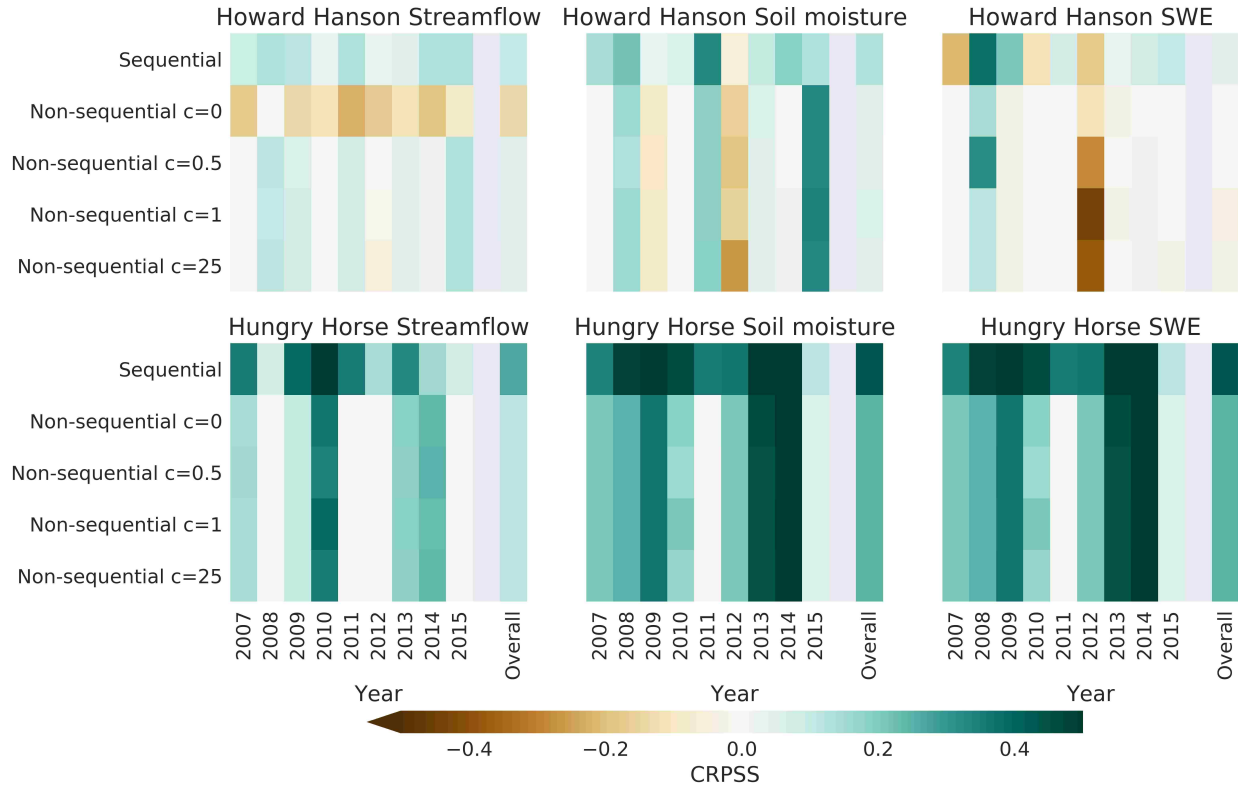 Howard Hanson Streamflow
Howard Hanson Soil moisture
Howard Hanson SWE
Sequential
Non-sequential c=0
Non-sequential c=0.5
Non-sequential c=1
Non-sequential c=25
Hungry Horse Streamflow
Hungry Horse Soil moisture
Hungry Horse SWE
Sequential
Non-sequential c=0
Non-sequential c=0.5
Non-sequential c=1
Non-sequential c=25
2007 2008 2009 2010 2011 2012 2013 2014 2015 Overall
2007 2008 2009 2010 2011 2012 2013 2014 2015 Overall
2007 2008 2009 2010 2011 2012 2013 2014 2015 Overall
Year
Year
Year
−0.4 −0.2 0.0 0.2 0.4
CRPSS